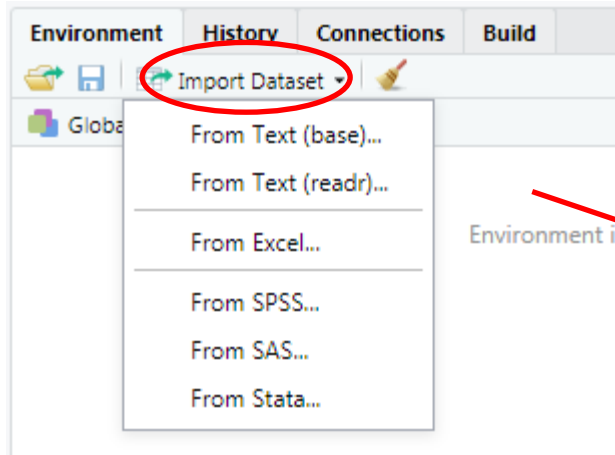 Environment History Connections Build
Import Dataset
From Text (base)...
From Text (readr)...
Environment
From Excel...
From SPSS...
From SAS...
From Stata...